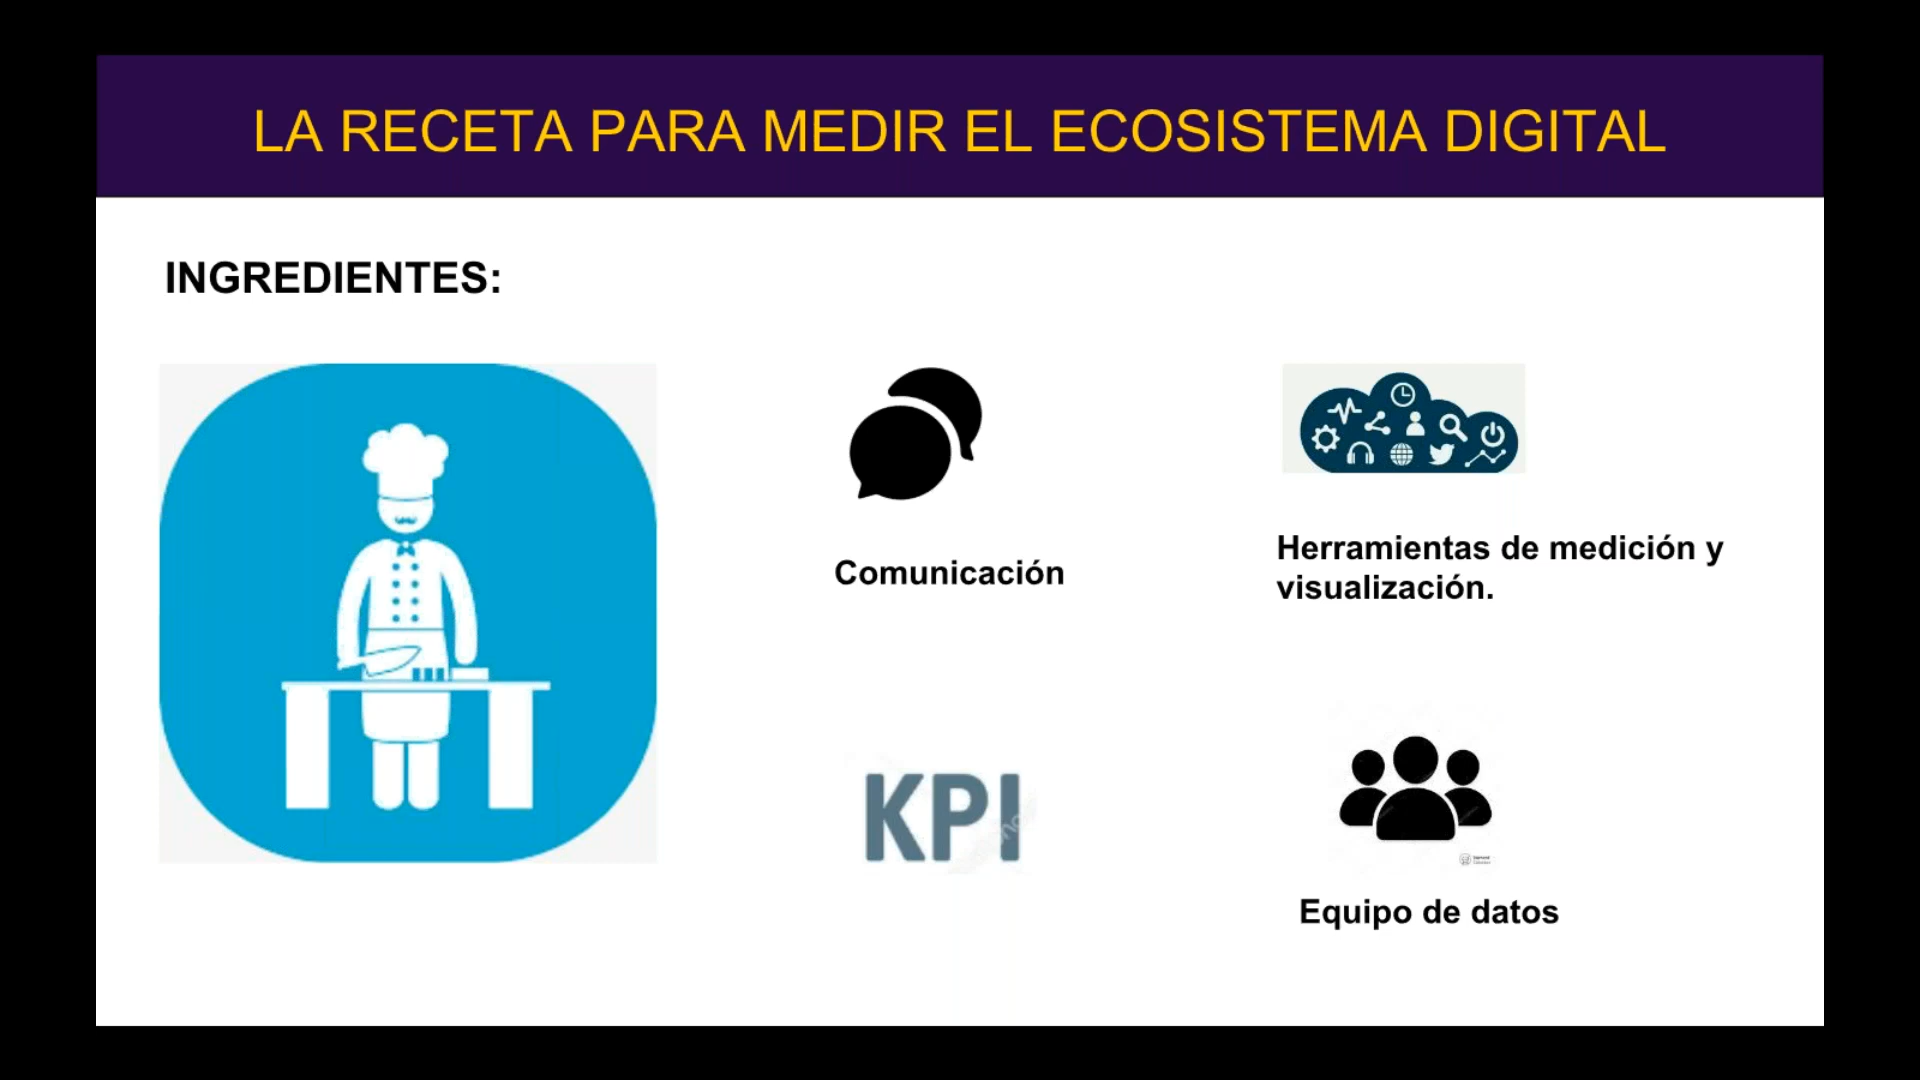 LA RECETA PARA MEDIR EL ECOSISTEMA DIGITAL
INGREDIENTES:
Comunicación
Herramientas de medición y
visualización.
KPI
Equipo de datos